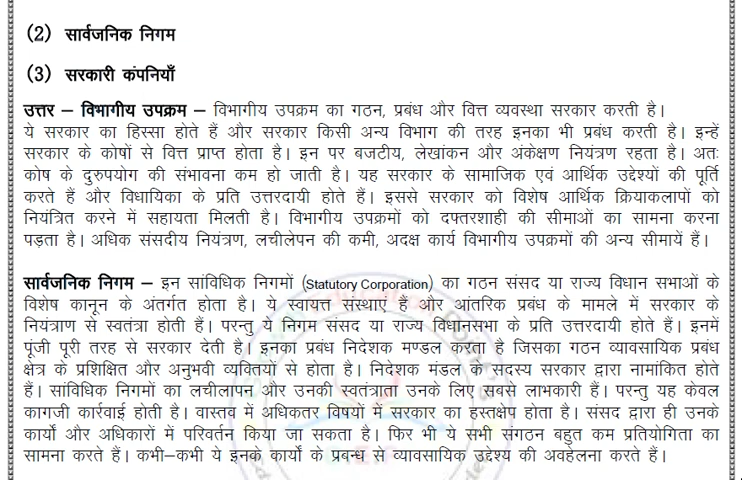 (2) सार्वजनिक निगम
(3) सरकारी कंपनियाँ
उत्तर – विभागीय उपक्रम – विभागीय उपक्रम का गठन, प्रबंध और वित्त व्यवस्था सरकार करती है।
ये सरकार का हिस्सा होते हैं और सरकार किसी अन्य विभाग की तरह इनका भी प्रबंध करती है। इन्हें
सरकार के कोषों से वित्त प्राप्त होता है। इन पर बजटीय, लेखांकन और अंकेक्षण नियंत्रण रहता है। अतः
कोष के दुरुपयोग की संभावना कम हो जाती है। यह सरकार के सामाजिक एवं आर्थिक उद्देश्यों की पूर्ति
करते हैं और विधायिका के प्रति उत्तरदायी होते हैं। इससे सरकार को विशेष आर्थिक क्रियाकलापों को
नियंत्रित करने में सहायता मिलती है। विभागीय उपक्रमों को दफ्तरशाही की सीमाओं का सामना करना
पड़ता है। अधिक संसदीय नियंत्रण, लचीलेपन की कमी, अदक्ष कार्य विभागीय उपक्रमों की अन्य सीमायें हैं।
सार्वजनिक निगम – इन सांविधिक निगमों (Statutory Corporation) का गठन संसद या राज्य विधान सभाओं के
विशेष कानून के अंतर्गत होता है। ये स्वायत्त संस्थाएं हैं और आंतरिक प्रबंध के मामले में सरकार के
नियंत्राण से स्वतंत्रा होती हैं। परन्तु ये निगम संसद या राज्य विधानसभा के प्रति उत्तरदायी होते हैं। इनमें
पूंजी पूरी तरह से सरकार देती है। इनका प्रबंध निदेशक मण्डल करता है जिसका गठन व्यावसायिक प्रबंध
क्षेत्र के प्रशिक्षित और अनुभवी व्यक्तियों से होता है। निदेशक मंडल के सदस्य सरकार द्वारा नामांकित होते
हैं। सांविधिक निगमों का लचीलापन और उनकी स्वतंत्राता उनके लिए सबसे लाभकारी हैं। परन्तु यह केवल
कागजी कार्रवाई होती है। वास्तव में अधिकतर विषयों में सरकार का हस्तक्षेप होता है। संसद द्वारा ही उनके
कार्यों और अधिकारों में परिवर्तन किया जा सकता है। फिर भी ये सभी संगठन बहुत कम प्रतियोगिता का
सामना करते हैं। कभी–कभी ये इनके कार्यों के प्रबन्ध से व्यावसायिक उद्देश्य की अवहेलना करते हैं।